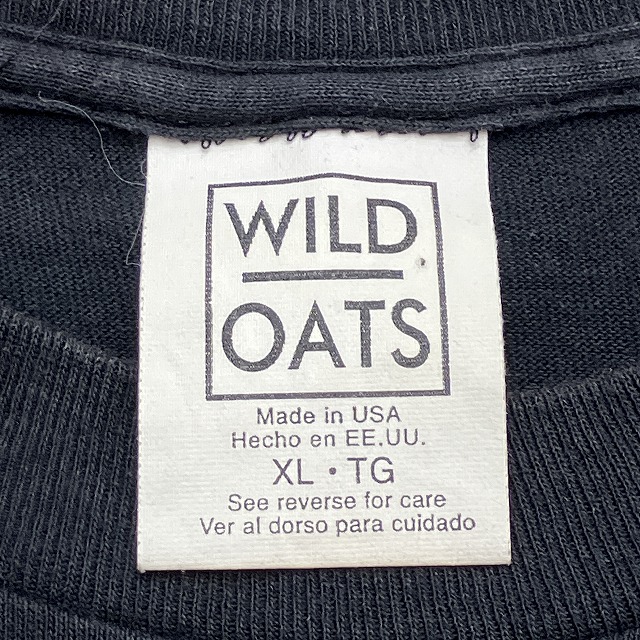 WILD
OATS
Made in USA
Hecho en EE.UU.
XL • TG
See reverse for care
Ver al dorso para cuidado